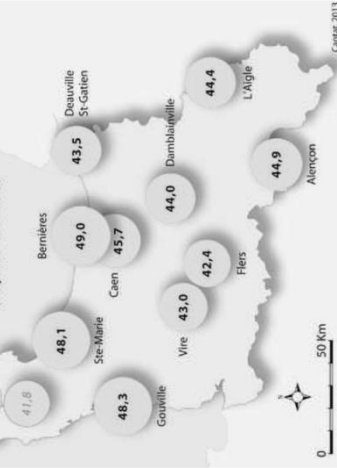 41,8
48,1
Ste-Marie
48,3
Gouville
Bernières
49,0
45,7
Caen
43,0
Vire
42,4
Flers
Deauville
St-Gatien
43,5
Damblainville
44,0
44,4
L'Aigle
44,9
Alençon
N
0
50 Km